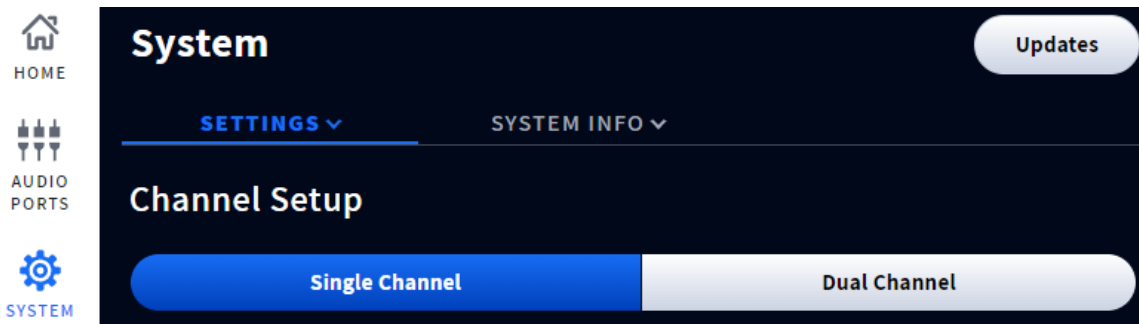 HOME
AUDIO
PORTS
SYSTEM
System
Updates
SETTINGS
SYSTEM INFO
Channel Setup
Single Channel
Dual Channel